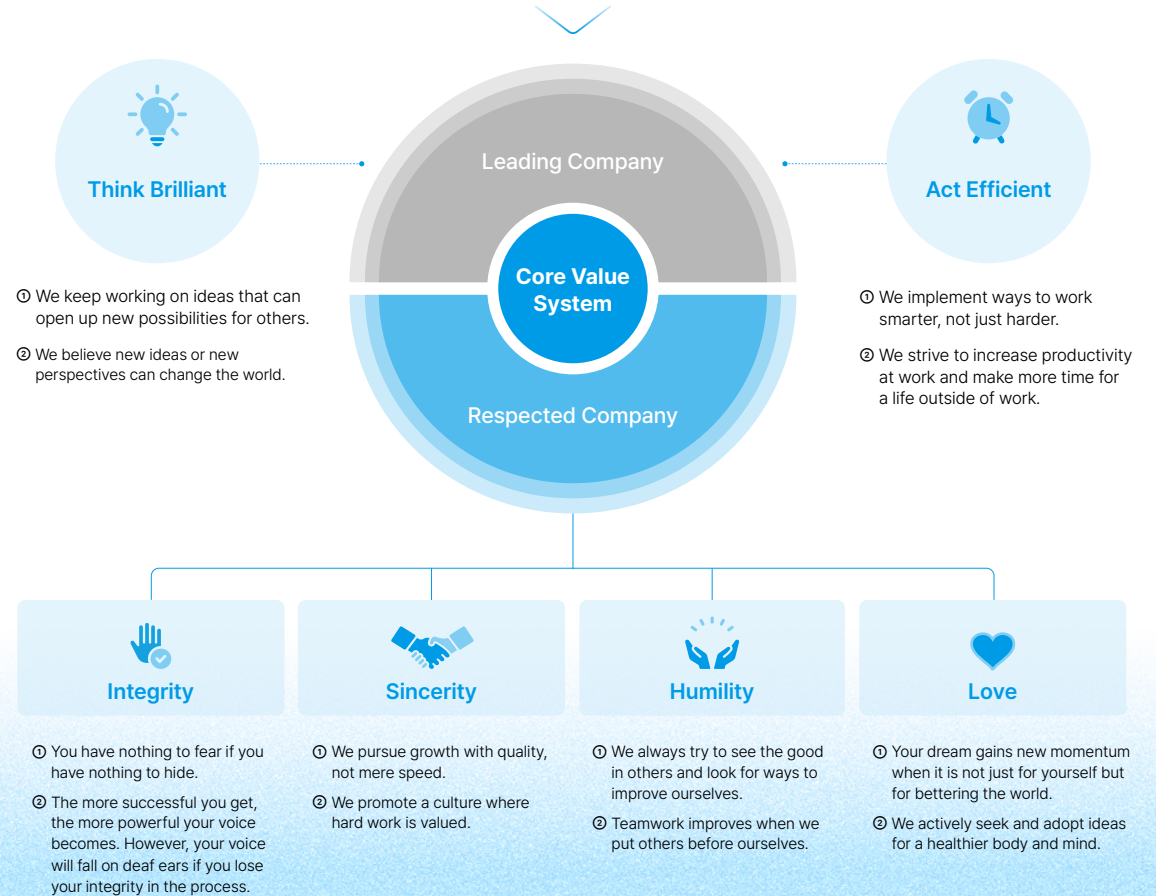 Leading Company
Core Value
System
Respected Company
Think Brilliant
① We keep working on ideas that can
open up new possibilities for others.
② We believe new ideas or new
perspectives can change the world.
Act Efficient
① We implement ways to work
smarter, not just harder.
② We strive to increase productivity
at work and make more time for
a life outside of work.
Integrity
① You have nothing to fear if you
have nothing to hide.
② The more successful you get,
the more powerful your voice
becomes. However, your voice
will fall on deaf ears if you lose
your integrity in the process.
Sincerity
① We pursue growth with quality,
not mere speed.
② We promote a culture where
hard work is valued.
Humility
① We always try to see the good
in others and look for ways to
improve ourselves.
② Teamwork improves when we
put others before ourselves.
Love
① Your dream gains new momentum
when it is not just for yourself but
for bettering the world.
② We actively seek and adopt ideas
for a healthier body and mind.